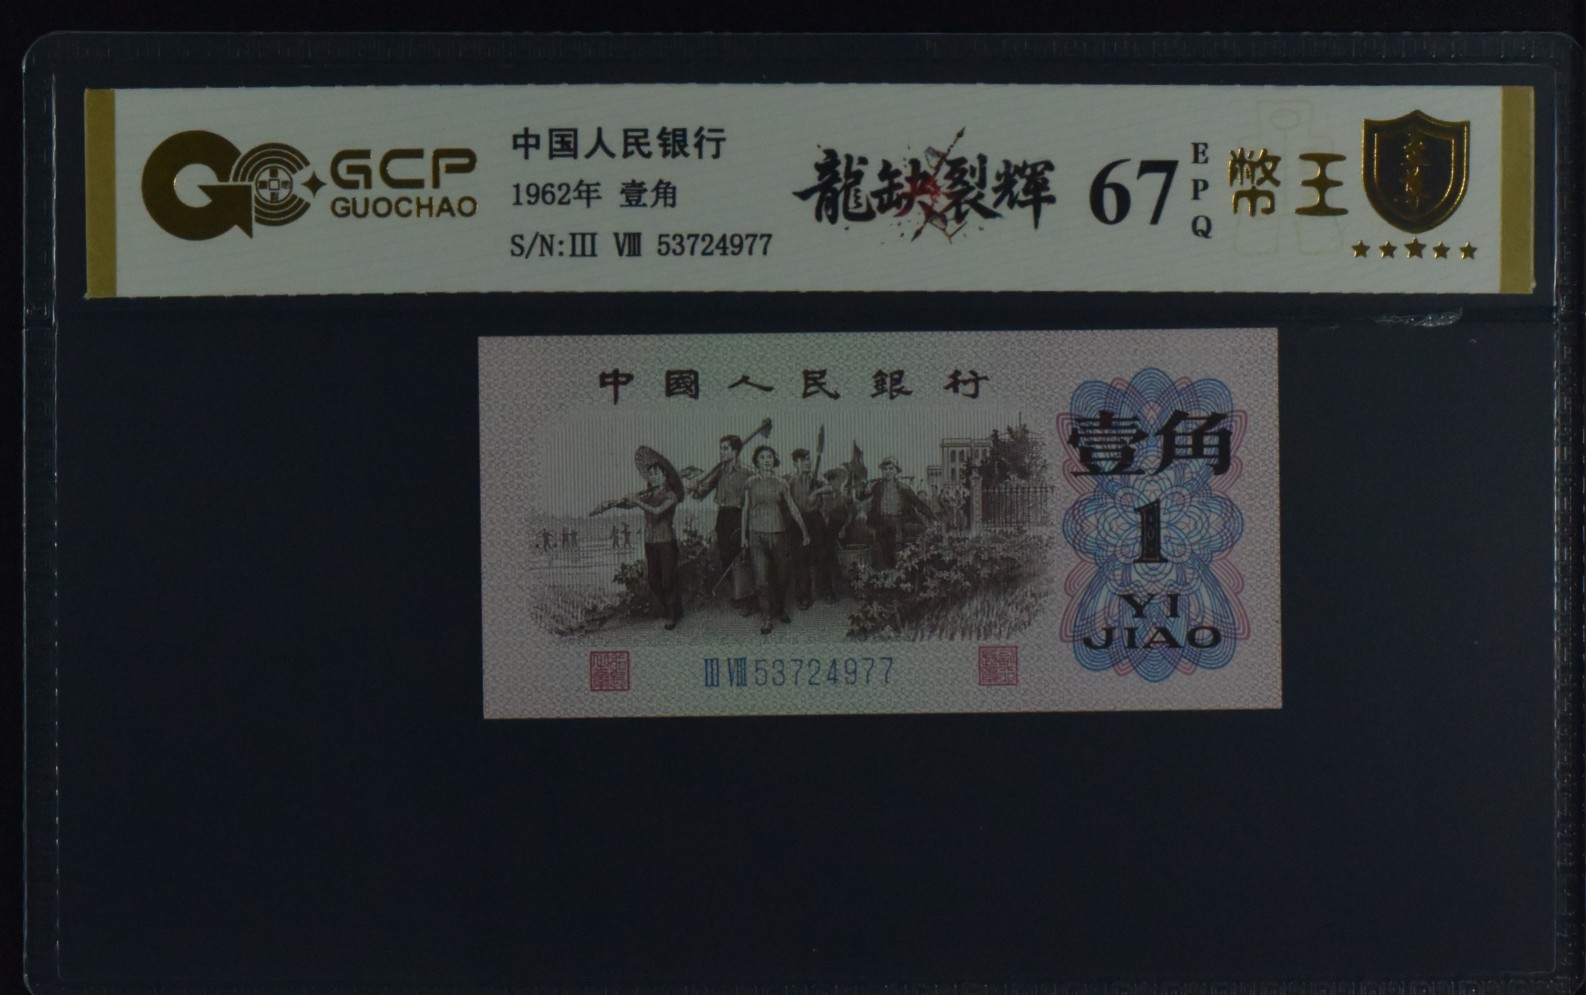 GCP
GUOCHAO
中国人民银行
1962年 壹角
S/N:III VIII 53724977
龍缺裂辉
67
EPQ
幣王
中國人民銀行
壹角
1
YI
JIAO
III VIII 53724977